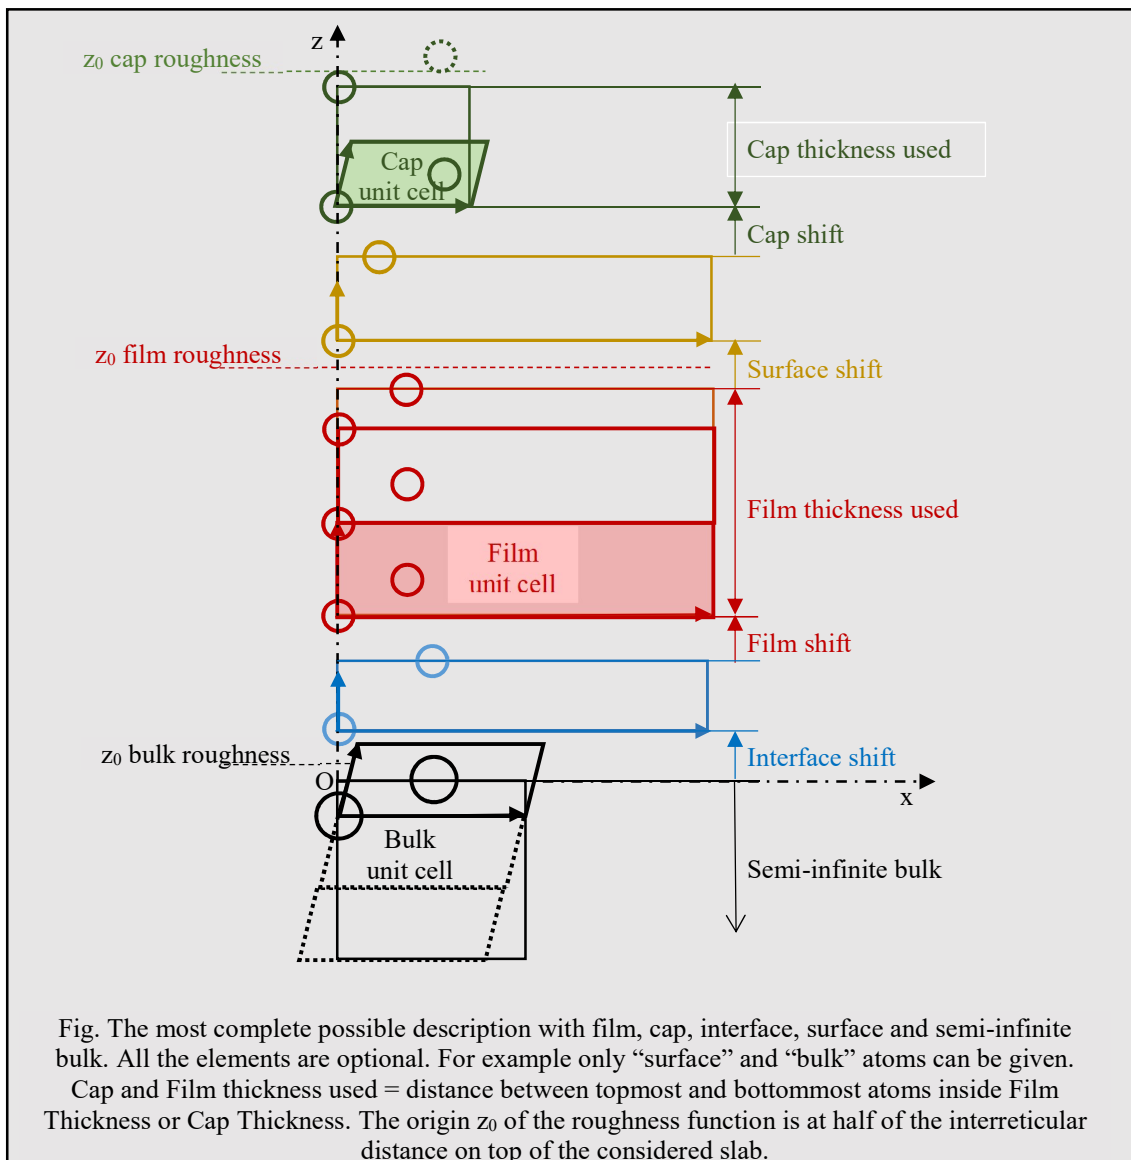 z
z₀ cap roughness
Cap
unit cell
Cap thickness used
Cap shift
z₀ film roughness
Surface shift
Film
unit cell
Film thickness used
Film shift
z₀ bulk roughness
Interface shift
O
x
Bulk
unit cell
Semi-infinite bulk
Fig. The most complete possible description with film, cap, interface, surface and semi-infinite
bulk. All the elements are optional. For example only “surface” and “bulk” atoms can be given.
Cap and Film thickness used = distance between topmost and bottommost atoms inside Film
Thickness or Cap Thickness. The origin z₀ of the roughness function is at half of the interreticular
distance on top of the considered slab.